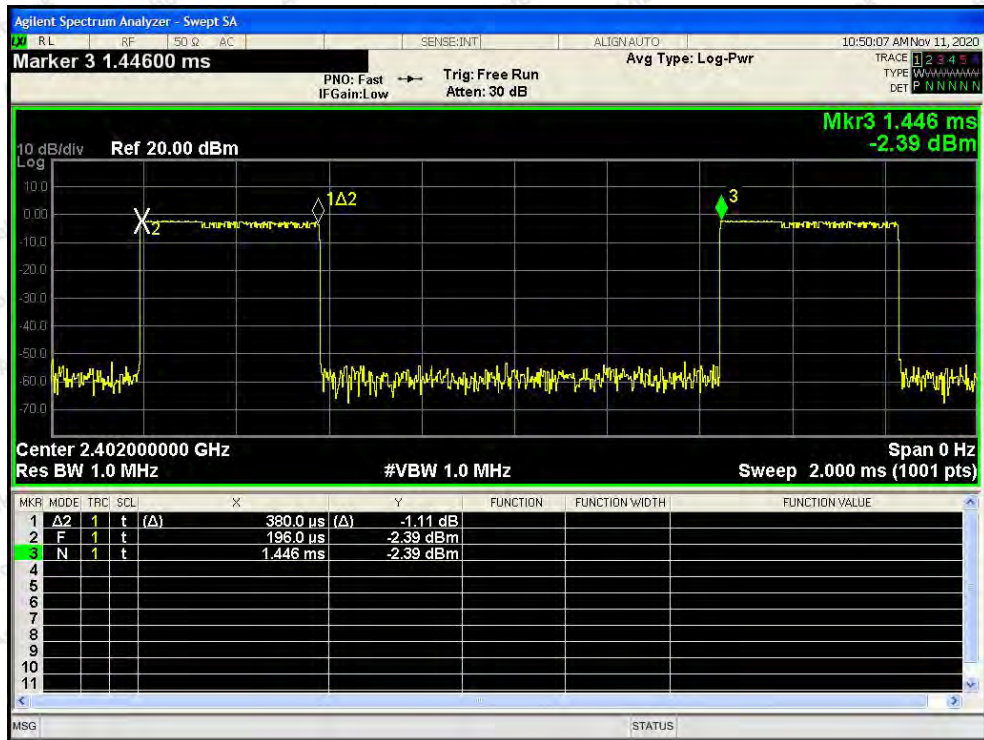 Agilent Spectrum Analyzer - Swept SA
LXI RL RF 50 Ω AC SENSE:INT ALIGN AUTO 10:50:07 AM Nov 11, 2020
Marker 3 1.44600 ms
PNO: Fast
IFGain:Low
Trig: Free Run
Atten: 30 dB
Avg Type: Log-Pwr
TRACE 1 2 3 4 5 6
TYPE WWWWWW
DET P N N N N N
Mkr3 1.446 ms
-2.39 dBm
10 dB/div Ref 20.00 dBm
Log
10.0
0.00
-10.0
-20.0
-30.0
-40.0
-50.0
-60.0
-70.0
X2
1Δ2
3
Center 2.402000000 GHz Span 0 Hz
Res BW 1.0 MHz #VBW 1.0 MHz Sweep 2.000 ms (1001 pts)
MKR MODE TRC SCL X Y FUNCTION FUNCTION WIDTH FUNCTION VALUE
1 Δ2 1 t (Δ) 380.0 µs (Δ) -1.11 dB
2 F 1 t 196.0 µs -2.39 dBm
3 N 1 t 1.446 ms -2.39 dBm
4
5
6
7
8
9
10
11
MSG STATUS